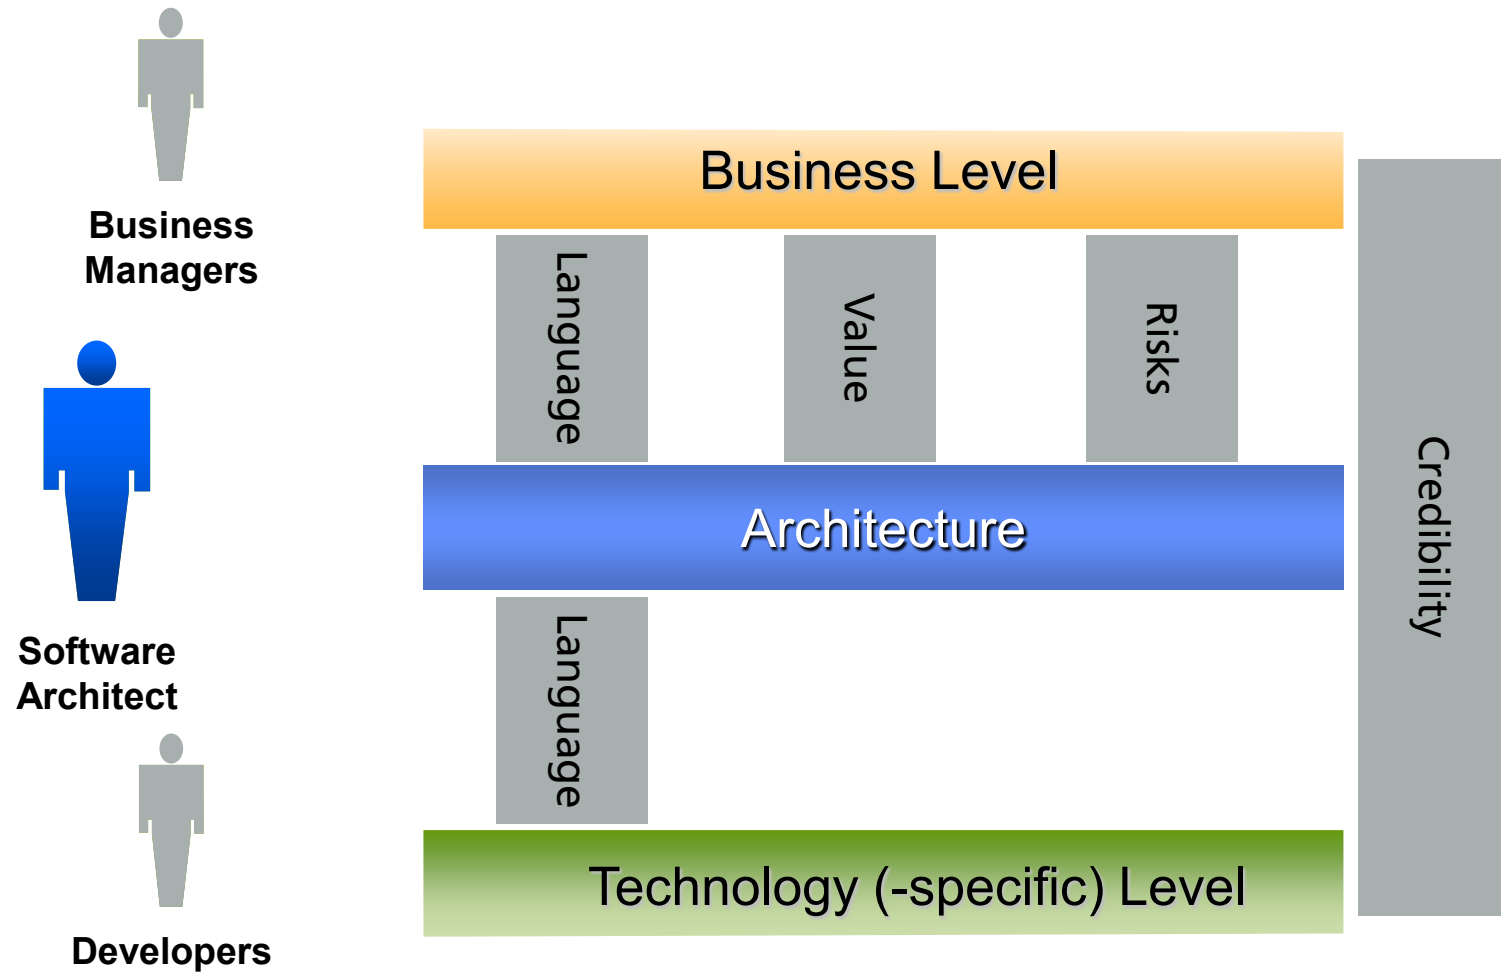 Business Level
Business
Managers
Language
Value
Risks
Credibility
Architecture
Software
Architect
Language
Technology (-specific) Level
Developers